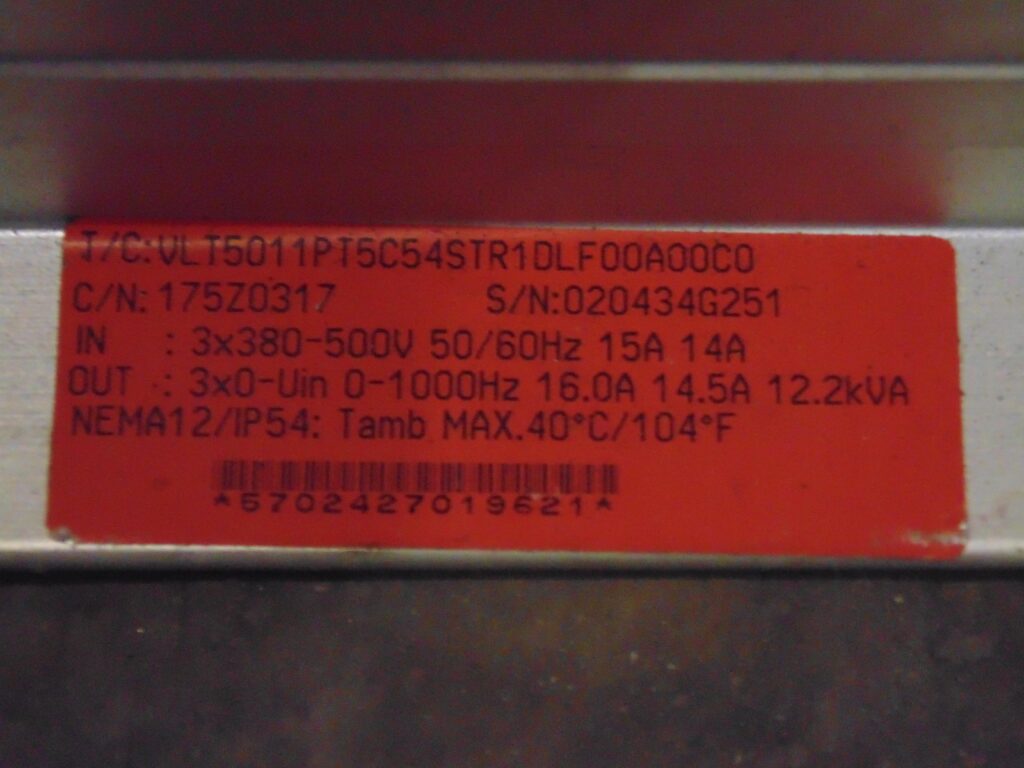 T/C:VLT5011PT5C54STR1DLF00A00C0
C/N:175Z0317 S/N:020434G251
IN : 3x380-500V 50/60Hz 15A 14A
OUT : 3x0-Uin 0-1000Hz 16.0A 14.5A 12.2kVA
NEMA12/IP54: Tamb MAX.40°C/104°F
*5702427019621*